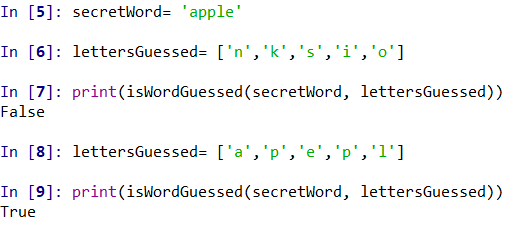 In [5]: secretWord= 'apple'
In [6]: lettersGuessed= ['n','k','s','i','o']
In [7]: print(isWordGuessed(secretWord, lettersGuessed))
False
In [8]: lettersGuessed= ['a','p','e','p','l']
In [9]: print(isWordGuessed(secretWord, lettersGuessed))
True